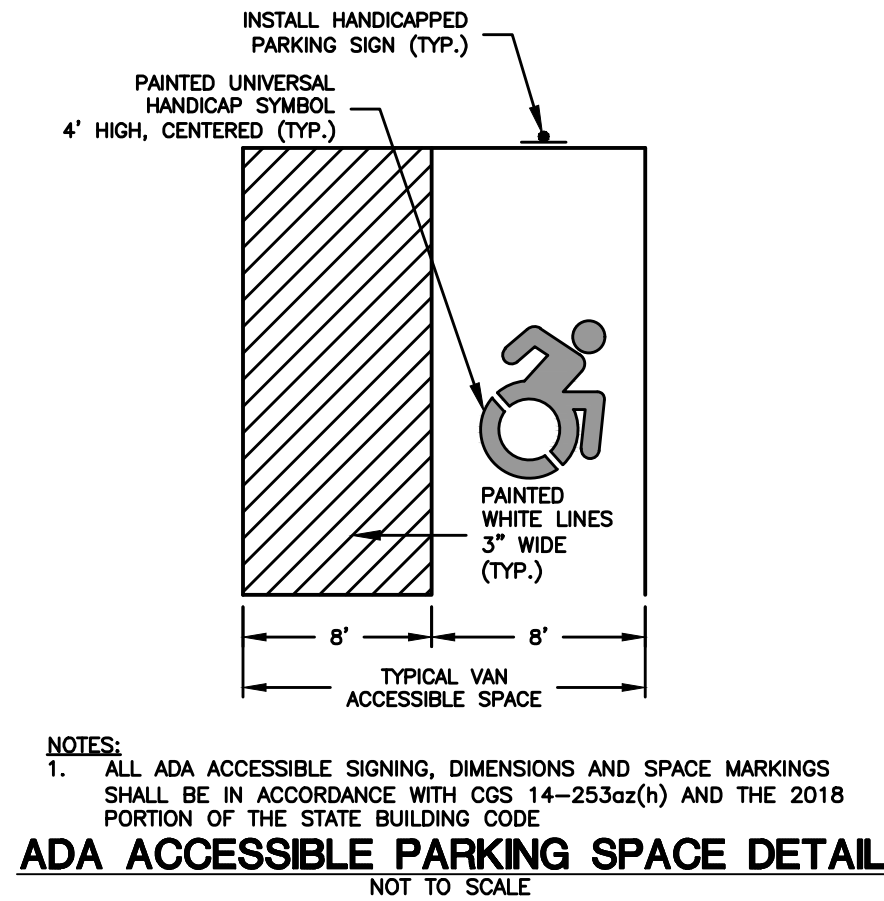 INSTALL HANDICAPPED
PARKING SIGN (TYP.)
PAINTED UNIVERSAL
HANDICAP SYMBOL
4' HIGH, CENTERED (TYP.)
PAINTED
WHITE LINES
3" WIDE
(TYP.)
8'
8'
TYPICAL VAN
ACCESSIBLE SPACE
NOTES:
1. ALL ADA ACCESSIBLE SIGNING, DIMENSIONS AND SPACE MARKINGS
SHALL BE IN ACCORDANCE WITH CGS 14-253az(h) AND THE 2018
PORTION OF THE STATE BUILDING CODE
ADA ACCESSIBLE PARKING SPACE DETAIL
NOT TO SCALE